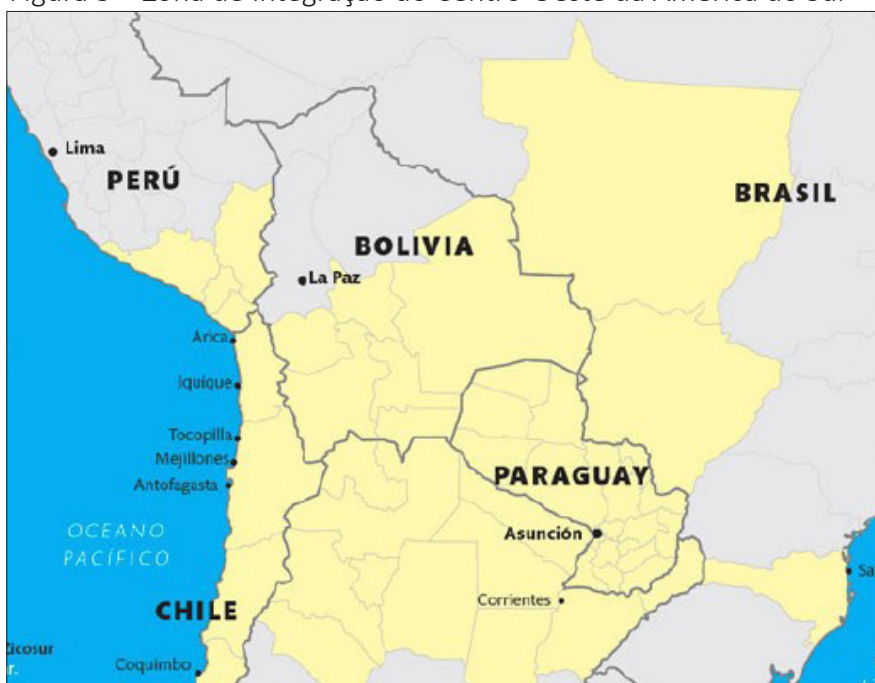 Lima
PERÚ
BRASIL
BOLIVIA
La Paz
Arica
Iquique
Tocopilla
Mejillones
Antofagasta
PARAGUAY
OCEANO
PACÍFICO
Asunción
Corrientes
CHILE
Coquimbo